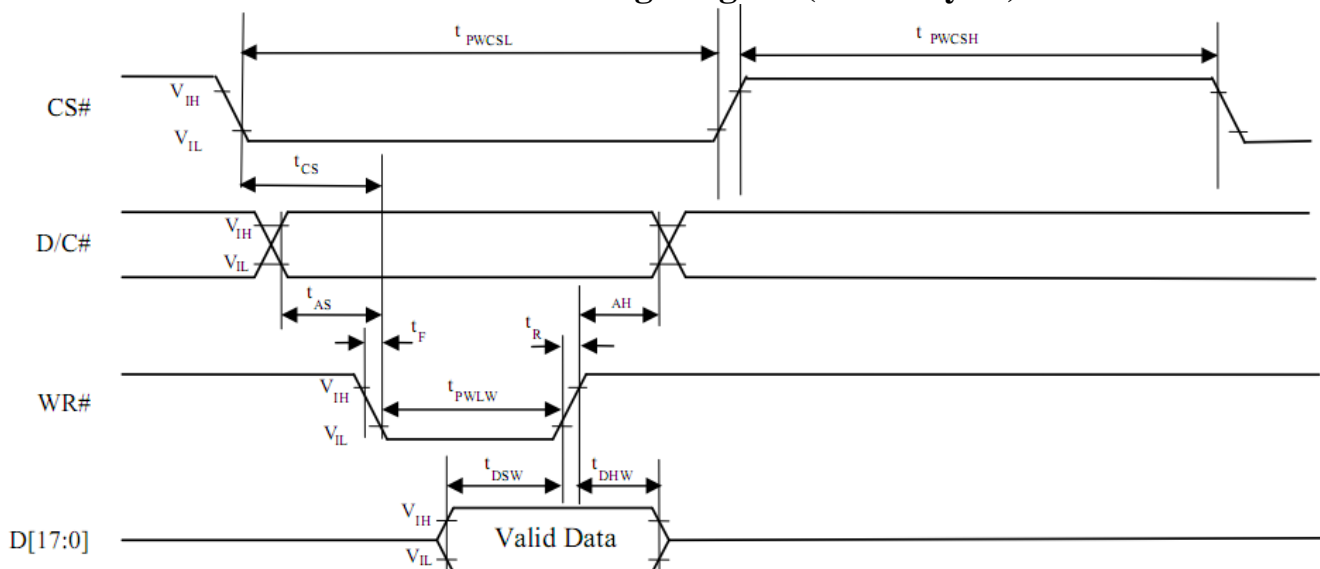 t PWCSL
t PWCSH
CS#
VIH
VIL
tCS
D/C#
VIH
VIL
tAS
AH
tF
tR
WR#
VIH
VIL
tPWLW
tDSW
tDHW
D[17:0]
VIH
VIL
Valid Data